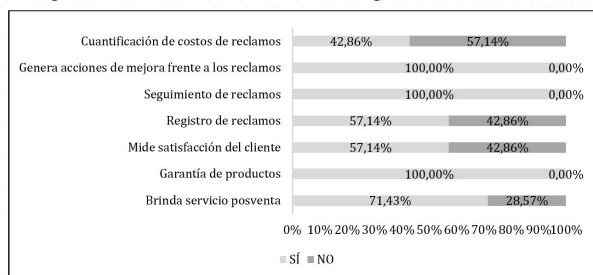 Cuantificación de costos de reclamos 42,86% 57,14%
Genera acciones de mejora frente a los reclamos 100,00% 0,00%
Seguimiento de reclamos 100,00% 0,00%
Registro de reclamos 57,14% 42,86%
Mide satisfacción del cliente 57,14% 42,86%
Garantía de productos 100,00% 0,00%
Brinda servicio posventa 71,43% 28,57%
0% 10% 20% 30% 40% 50% 60% 70% 80% 90% 100%
SÍ NO